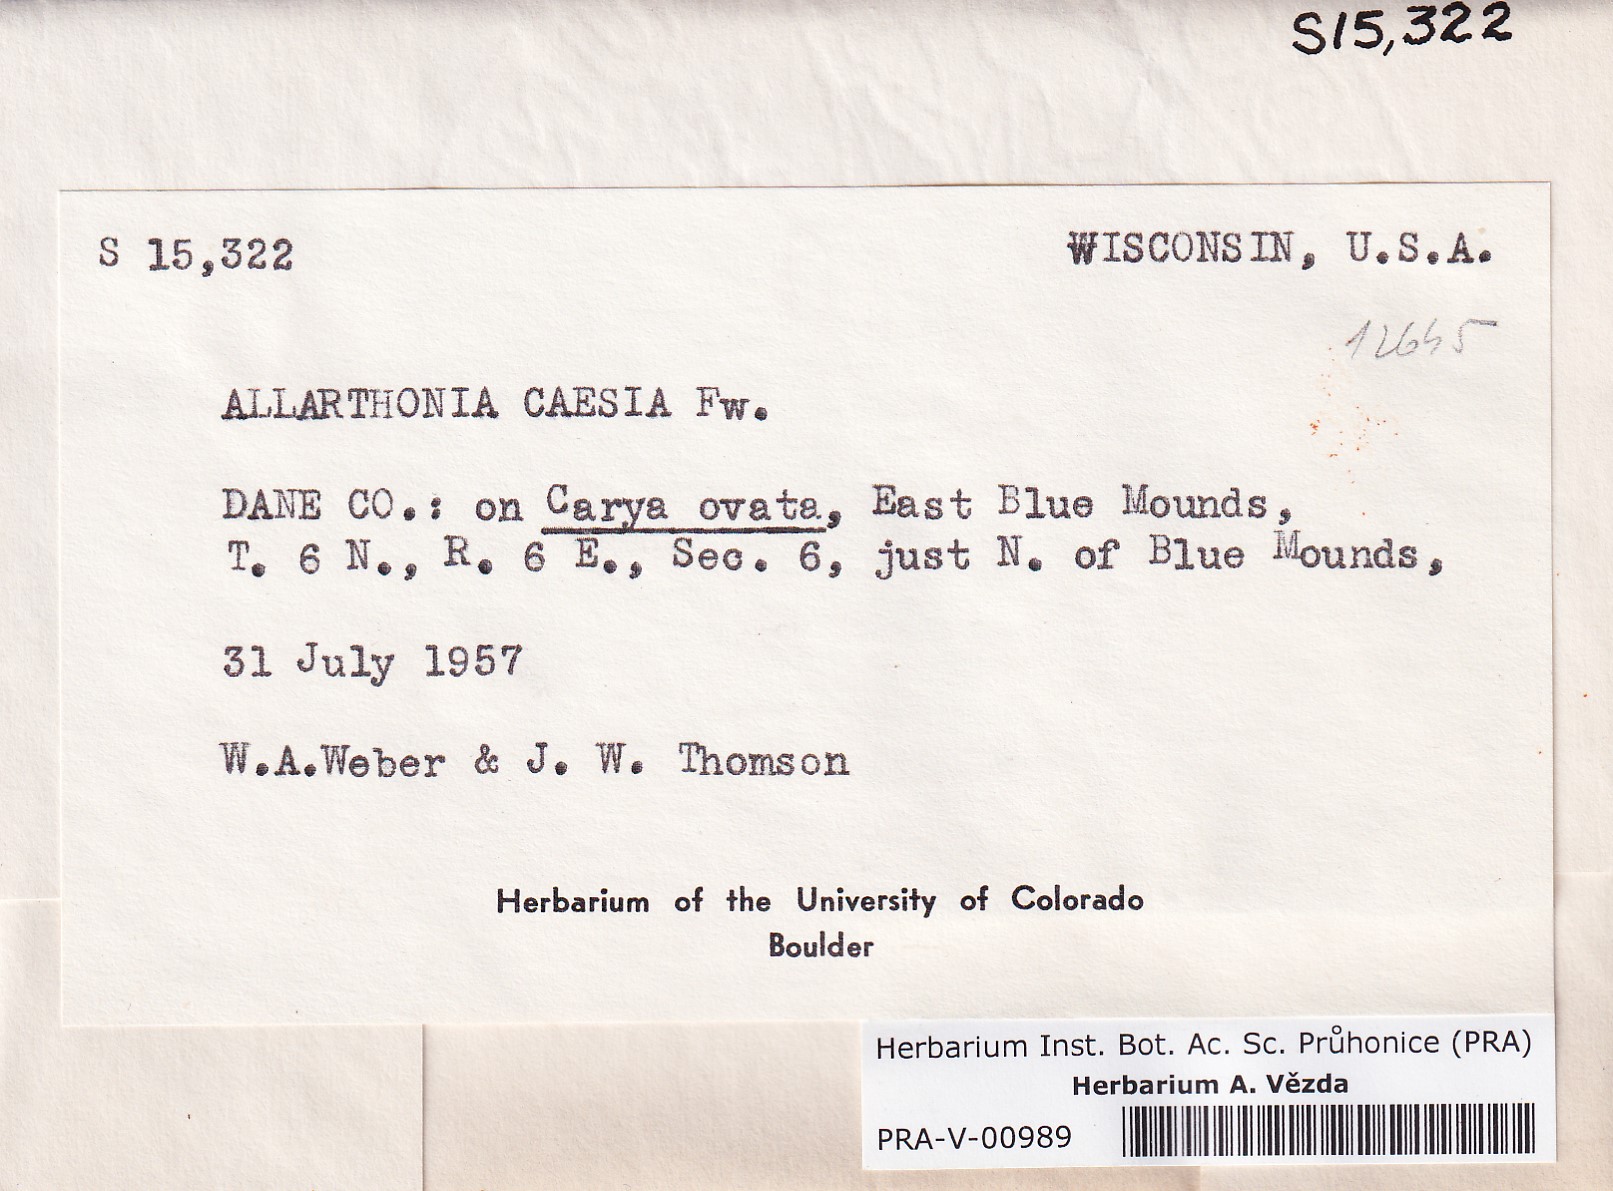 S15,322
S 15,322
WISCONSIN, U.S.A.
12645
ALLARTHONIA CAESIA Fw.
DANE CO.: on Carya ovata, East Blue Mounds,
T. 6 N., R. 6 E., Sec. 6, just N. of Blue Mounds,
31 July 1957
W.A.Weber & J. W. Thomson
Herbarium of the University of Colorado
Boulder
Herbarium Inst. Bot. Ac. Sc. Průhonice (PRA)
Herbarium A. Vězda
PRA-V-00989